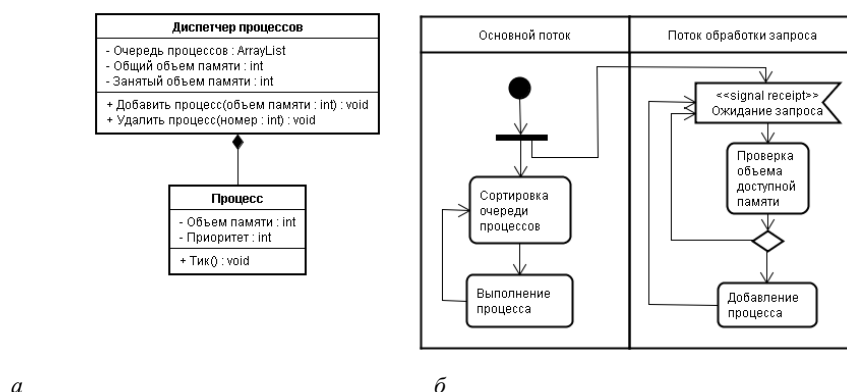 Диспетчер процессов
- Очередь процессов : ArrayList
- Общий объем памяти : int
- Занятый объем памяти : int
+ Добавить процесс(объем памяти : int) : void
+ Удалить процесс(номер : int) : void
Процесс
- Объем памяти : int
- Приоритет : int
+ Тик() : void
а
Основной поток
Сортировка
очереди
процессов
Выполнение
процесса
Поток обработки запроса
<<signal receipt>>
Ожидание запроса
Проверка
объема
доступной
памяти
Добавление
процесса
б